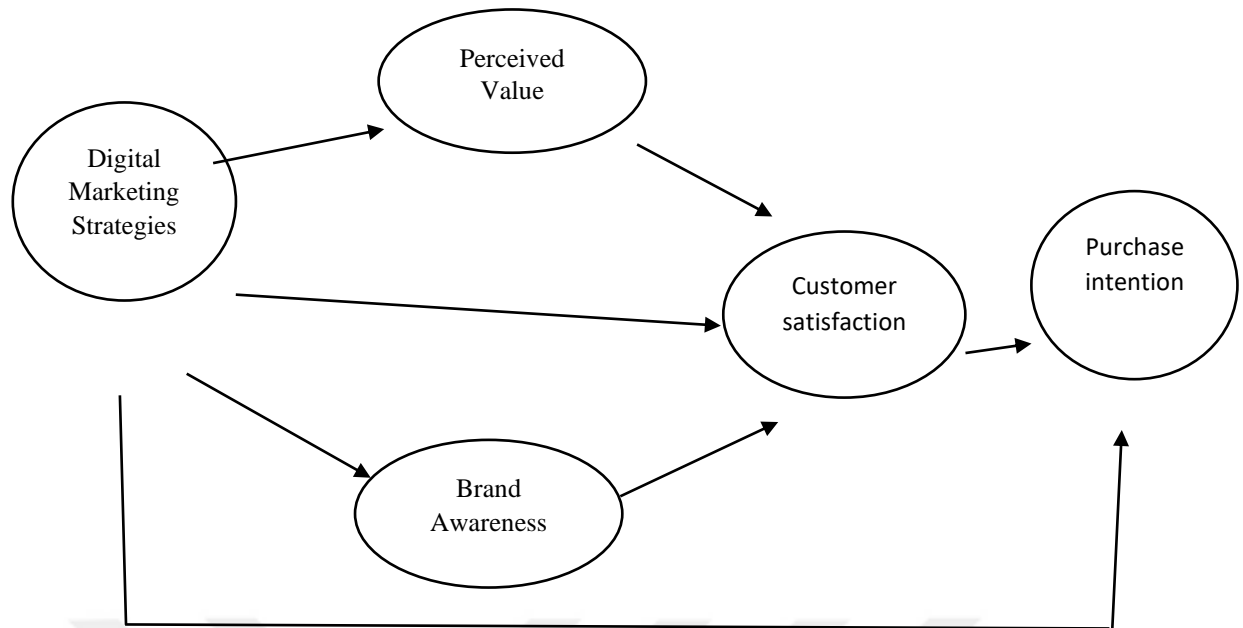 Perceived
Value
Digital
Marketing
Strategies
Purchase
intention
Customer
satisfaction
Brand
Awareness